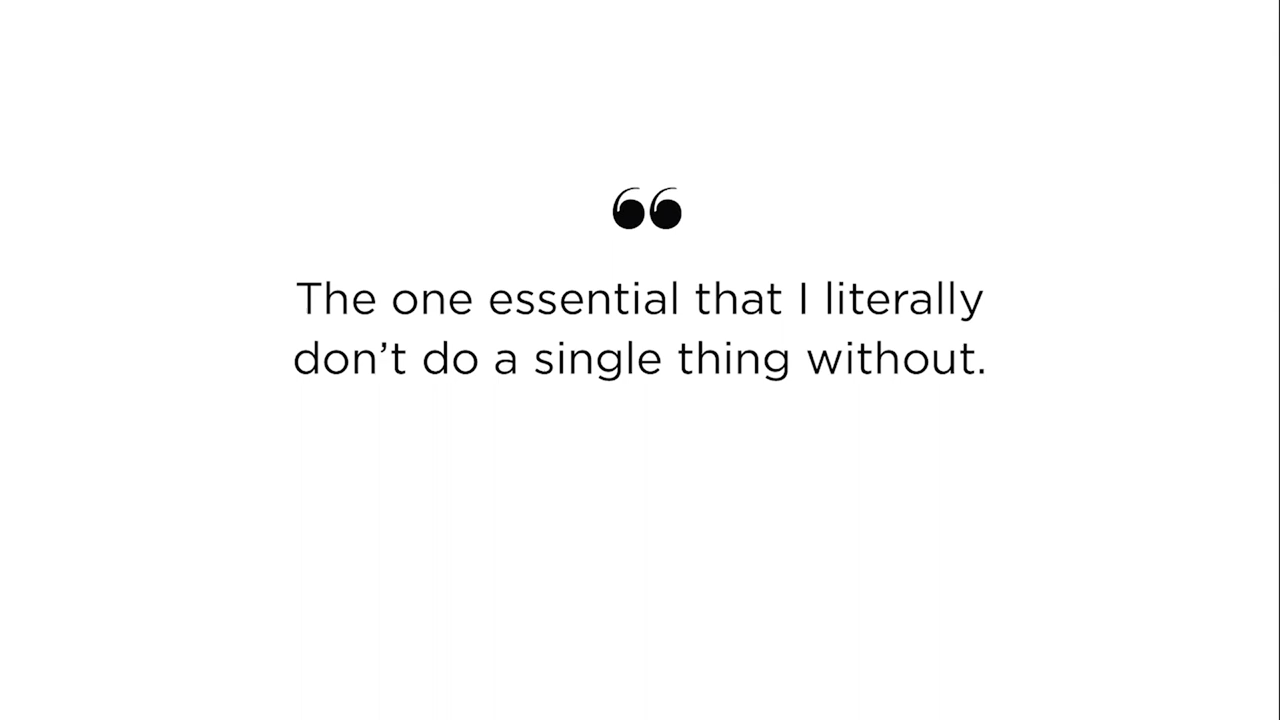 “
The one essential that I literally
don’t do a single thing without.